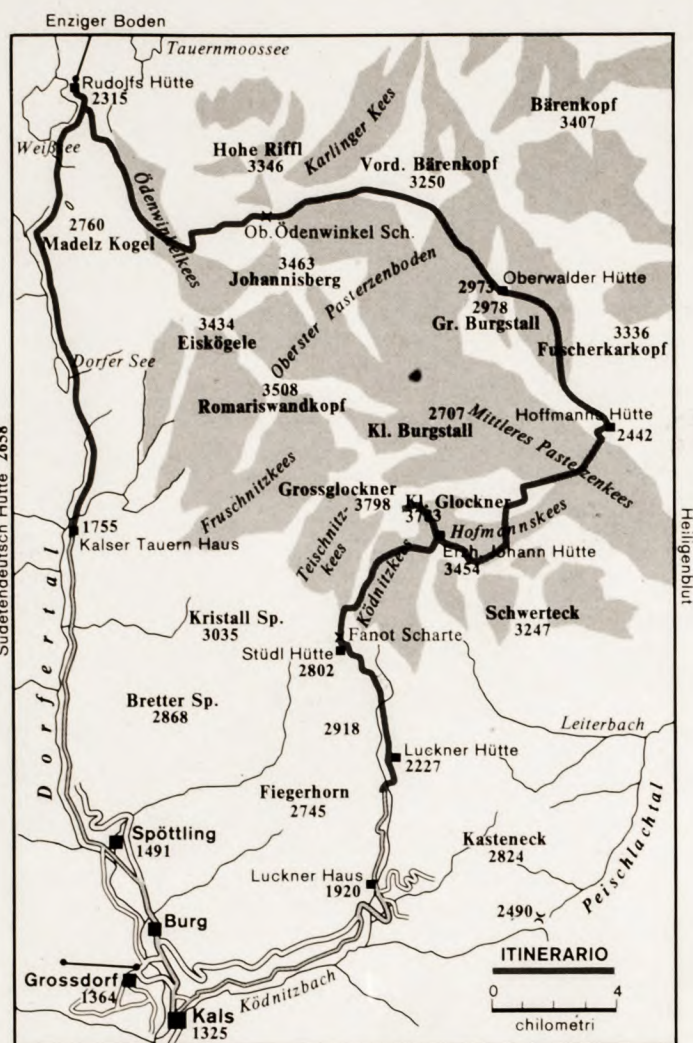 Enziger Boden
Tauernmoossee
Rudolfs Hütte
2315
Bärenkopf
3407
Karlinger Kees
Hohe Riffl
3346
Vord. Bärenkopf
3250
Weißsee
Ödenwinkelkees
2760
Madelz Kogel
Ob. Ödenwinkel Sch.
3463
Johannisberg
Oberster Pasterzenboden
2973
Oberwalder Hütte
2978
Gr. Burgstall
3434
Eiskögele
3336
Fuscherkarkopf
Dorfer See
3508
Romariswandkopf
2707
Kl. Burgstall
Mittleres Pasterzenkees
Hoffmanns Hütte
2442
Sudetendeutsch Hütte 2658
Fruschnitzkees
Grossglockner
3798
Kl. Glockner
3783
Hofmannskees
Teischnitz-
kees
Erzh. Johann Hütte
3454
Heiligenblut
1755
Kalser Tauern Haus
Ködnitzkees
Schwerteck
3247
Kristall Sp.
3035
Fanot Scharte
Stüdl Hütte
2802
Dorfertal
Bretter Sp.
2868
2918
Leiterbach
Luckner Hütte
2227
Fiegerhorn
2745
Spöttling
1491
Kasteneck
2824
Peischlachtal
Luckner Haus
1920
2490
Burg
ITINERARIO
Grossdorf
1364
Ködnitzbach
0 4
chilometri
Kals
1325